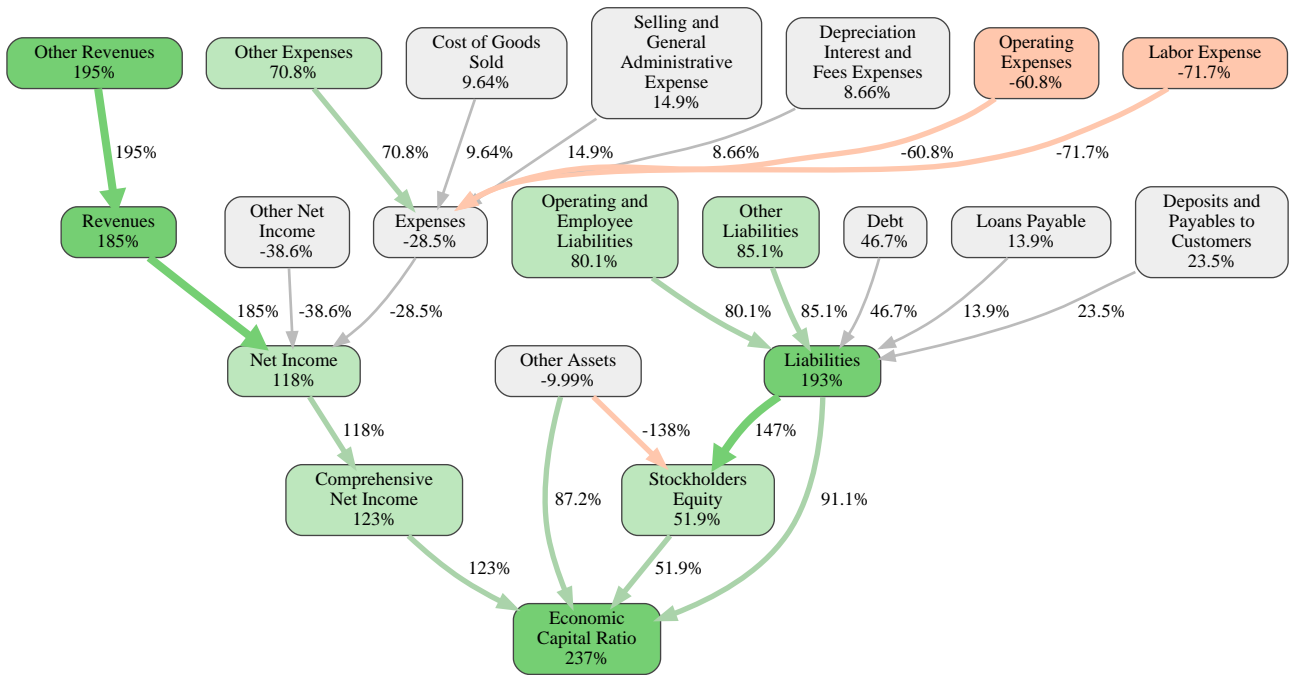 Other Revenues
195%
Other Expenses
70.8%
Cost of Goods
Sold
9.64%
Selling and
General
Administrative
Expense
14.9%
Depreciation
Interest and
Fees Expenses
8.66%
Operating
Expenses
-60.8%
Labor Expense
-71.7%
195%
70.8%
9.64%
14.9%
8.66%
-60.8%
-71.7%
Revenues
185%
Other Net
Income
-38.6%
Expenses
-28.5%
Operating and
Employee
Liabilities
80.1%
Other
Liabilities
85.1%
Debt
46.7%
Loans Payable
13.9%
Deposits and
Payables to
Customers
23.5%
185%
-38.6%
-28.5%
80.1%
85.1%
46.7%
13.9%
23.5%
Net Income
118%
Other Assets
-9.99%
Liabilities
193%
118%
-138%
147%
Comprehensive
Net Income
123%
87.2%
Stockholders
Equity
51.9%
91.1%
123%
51.9%
Economic
Capital Ratio
237%